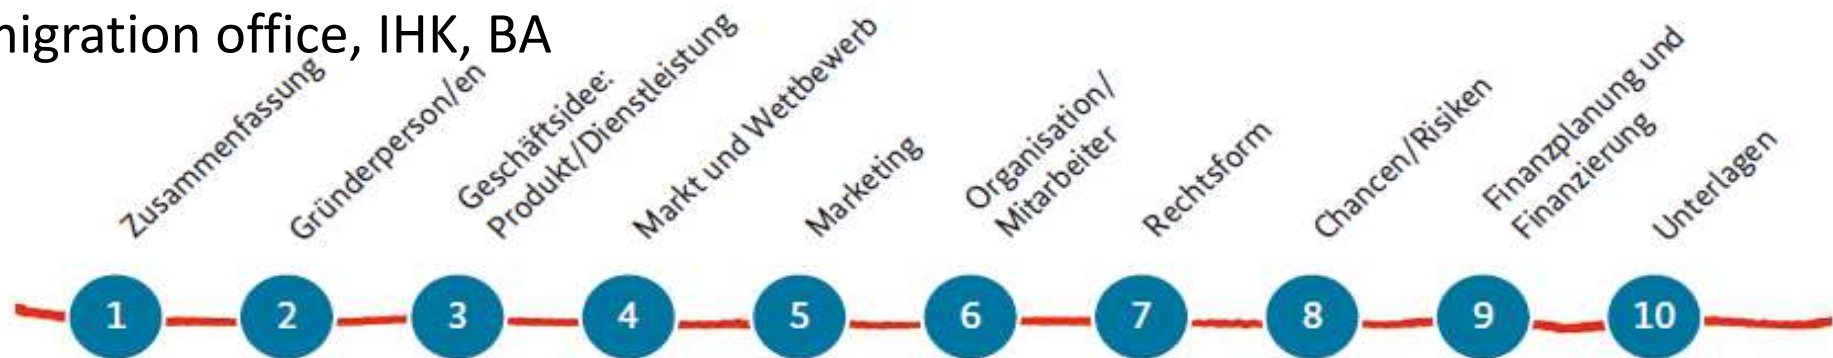 migration office, IHK, BA
Zusammenfassung
Gründerperson/en
Geschäftsidee:
Produkt/Dienstleistung
Markt und Wettbewerb
Marketing
Organisation/
Mitarbeiter
Rechtsform
Chancen/Risiken
Finanzplanung und
Finanzierung
Unterlagen
1
2
3
4
5
6
7
8
9
10